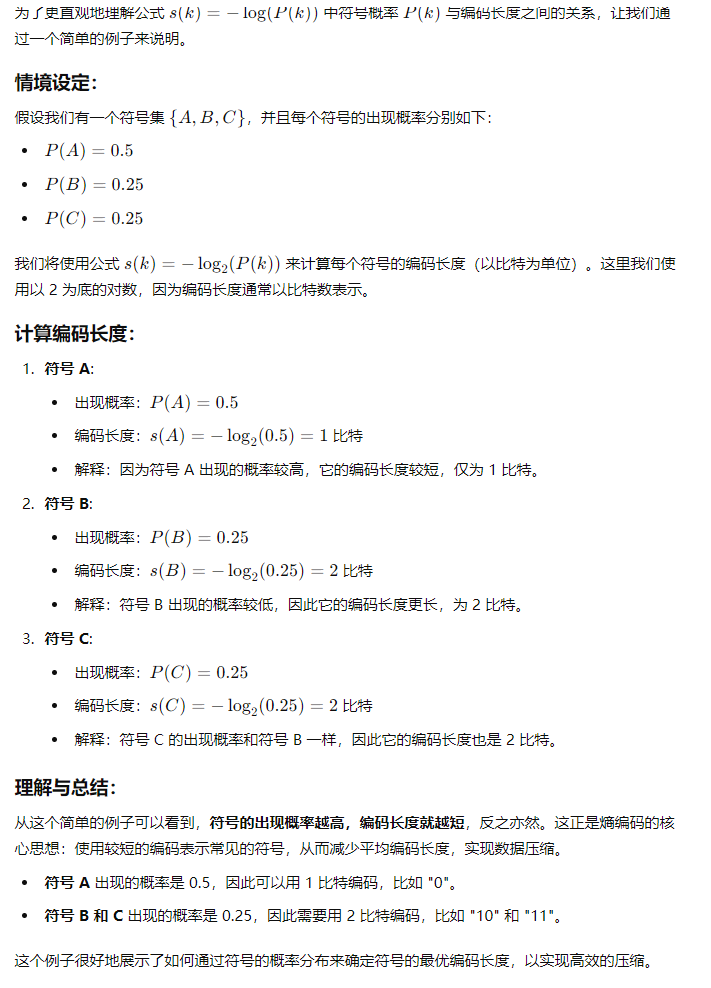 为了更直观地理解公式 s(k) = − log(P(k)) 中符号概率 P(k) 与编码长度之间的关系，让我们通
过一个简单的例子来说明。
情境设定：
假设我们有一个符号集 {A, B, C}，并且每个符号的出现概率分别如下：
• P(A) = 0.5
• P(B) = 0.25
• P(C) = 0.25
我们将使用公式 s(k) = − log₂(P(k)) 来计算每个符号的编码长度（以比特为单位）。这里我们使
用以 2 为底的对数，因为编码长度通常以比特数表示。
计算编码长度：
1. 符号 A:
• 出现概率：P(A) = 0.5
• 编码长度：s(A) = − log₂(0.5) = 1 比特
• 解释：因为符号 A 出现的概率较高，它的编码长度较短，仅为 1 比特。
2. 符号 B:
• 出现概率：P(B) = 0.25
• 编码长度：s(B) = − log₂(0.25) = 2 比特
• 解释：符号 B 出现的概率较低，因此它的编码长度更长，为 2 比特。
3. 符号 C:
• 出现概率：P(C) = 0.25
• 编码长度：s(C) = − log₂(0.25) = 2 比特
• 解释：符号 C 的出现概率和符号 B 一样，因此它的编码长度也是 2 比特。
理解与总结：
从这个简单的例子可以看到，符号的出现概率越高，编码长度就越短，反之亦然。这正是熵编码的核
心思想：使用较短的编码表示常见的符号，从而减少平均编码长度，实现数据压缩。
• 符号 A 出现的概率是 0.5，因此可以用 1 比特编码，比如 "0"。
• 符号 B 和 C 出现的概率是 0.25，因此需要用 2 比特编码，比如 "10" 和 "11"。
这个例子很好地展示了如何通过符号的概率分布来确定符号的最优编码长度，以实现高效的压缩。